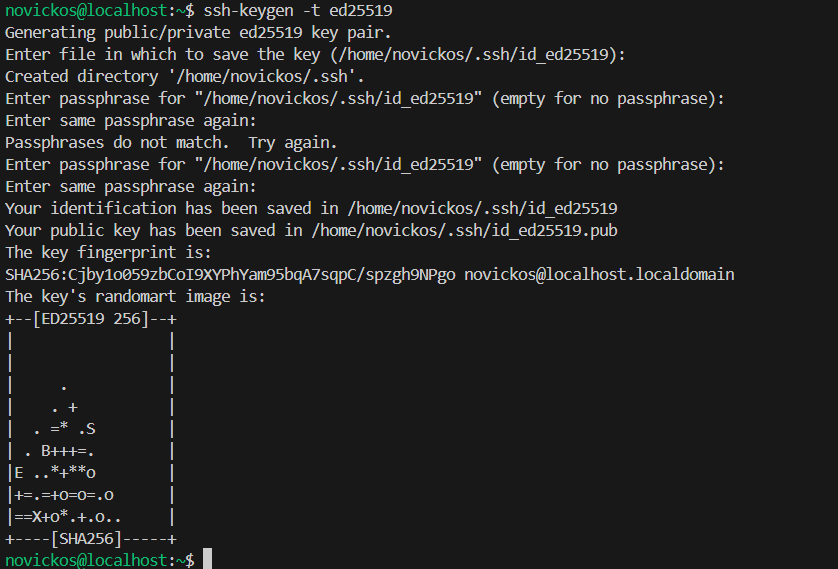 novickos@localhost:~$ ssh-keygen -t ed25519
Generating public/private ed25519 key pair.
Enter file in which to save the key (/home/novickos/.ssh/id_ed25519):
Created directory '/home/novickos/.ssh'.
Enter passphrase for "/home/novickos/.ssh/id_ed25519" (empty for no passphrase):
Enter same passphrase again:
Passphrases do not match.  Try again.
Enter passphrase for "/home/novickos/.ssh/id_ed25519" (empty for no passphrase):
Enter same passphrase again:
Your identification has been saved in /home/novickos/.ssh/id_ed25519
Your public key has been saved in /home/novickos/.ssh/id_ed25519.pub
The key fingerprint is:
SHA256:Cjby1o059zbCoI9XYPhYam95bqA7sqpC/spzgh9NPgo novickos@localhost.localdomain
The key's randomart image is:
+--[ED25519 256]--+
|                 |
|                 |
|     .           |
|    . +          |
|  . =* .S        |
| . B+++=.        |
|E ..*+**o        |
|+=.=+o=o=.o      |
|==X+o*.+.o..     |
+----[SHA256]-----+
novickos@localhost:~$